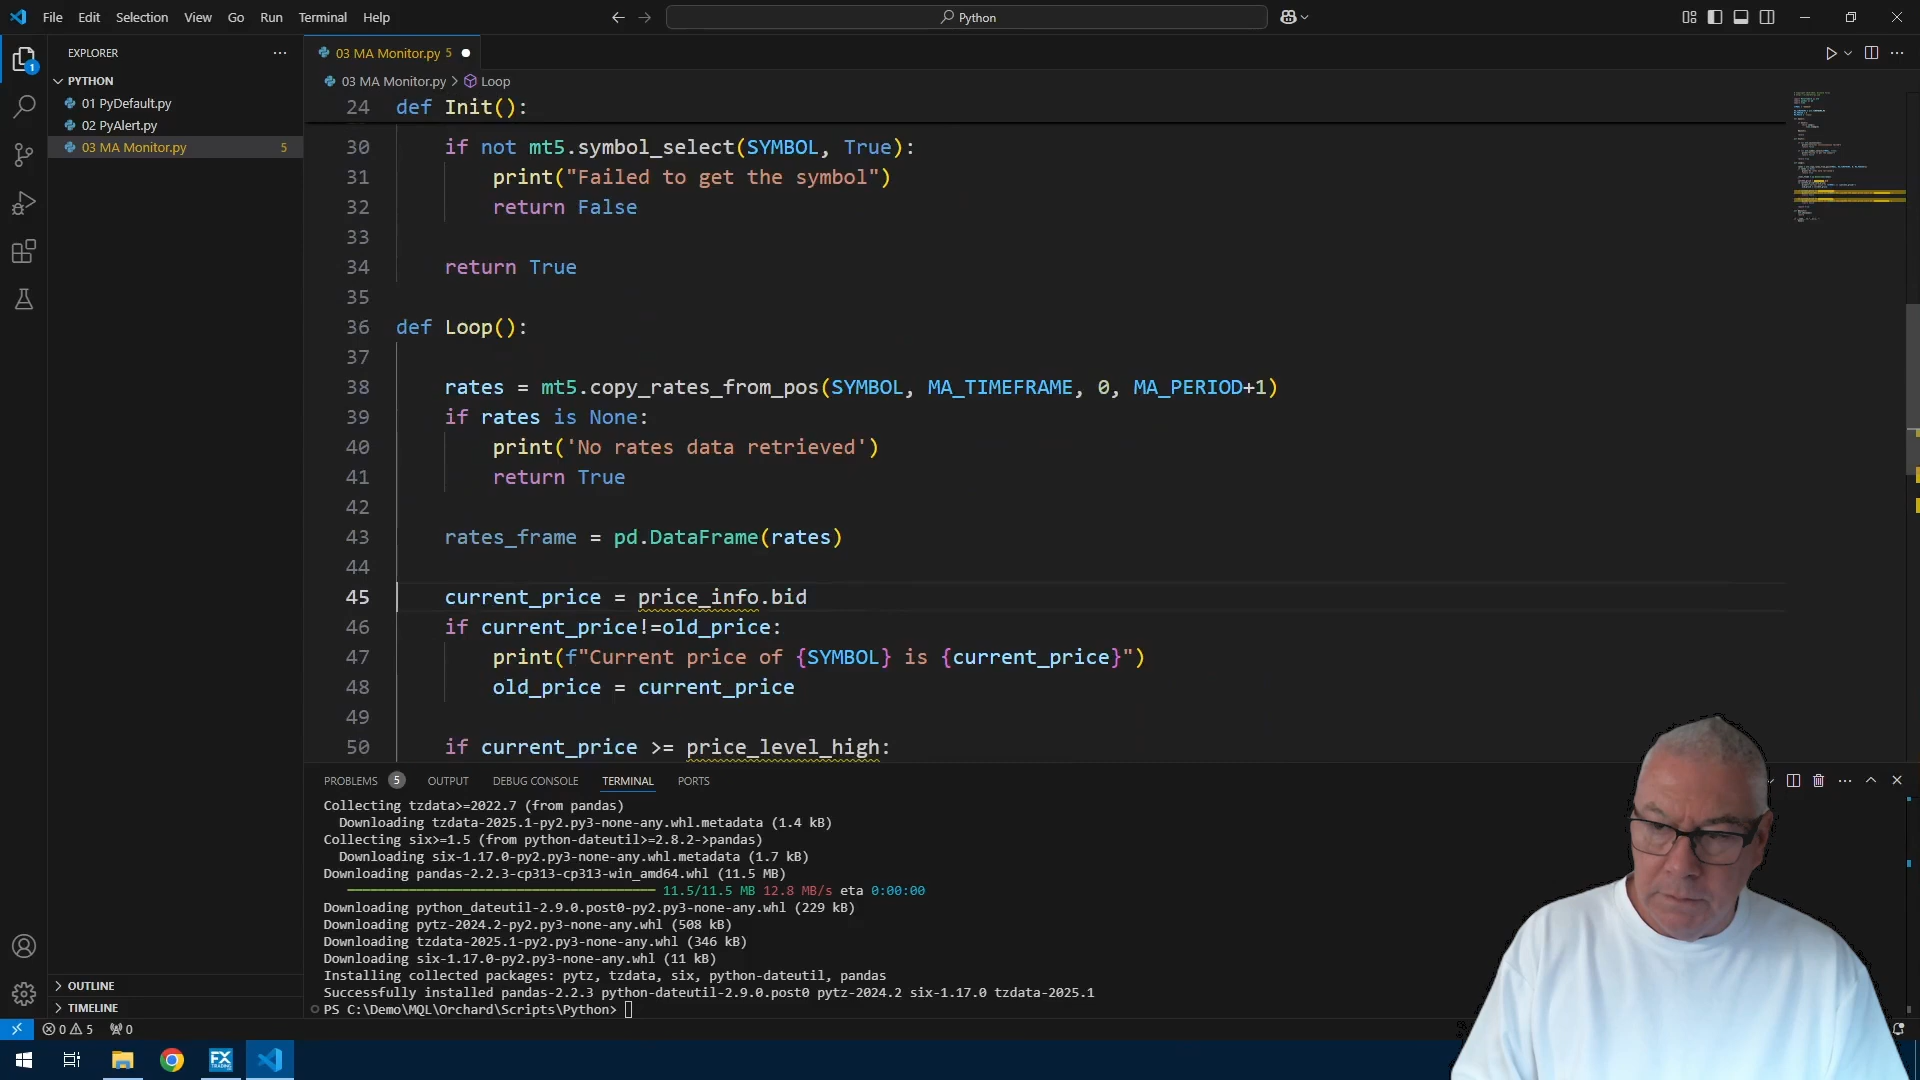 File Edit Selection View Go Run Terminal Help
Python
EXPLORER
PYTHON
01 PyDefault.py
02 PyAlert.py
03 MA Monitor.py 5
1
OUTLINE
TIMELINE
03 MA Monitor.py 5
03 MA Monitor.py > Loop
24 def Init():
30 if not mt5.symbol_select(SYMBOL, True):
31 print("Failed to get the symbol")
32 return False
33
34 return True
35
36 def Loop():
37
38 rates = mt5.copy_rates_from_pos(SYMBOL, MA_TIMEFRAME, 0, MA_PERIOD+1)
39 if rates is None:
40 print('No rates data retrieved')
41 return True
42
43 rates_frame = pd.DataFrame(rates)
44
45 current_price = price_info.bid
46 if current_price!=old_price:
47 print(f"Current price of {SYMBOL} is {current_price}")
48 old_price = current_price
49
50 if current_price >= price_level_high:
PROBLEMS 5 OUTPUT DEBUG CONSOLE TERMINAL PORTS
Collecting tzdata>=2022.7 (from pandas)
Downloading tzdata-2025.1-py2.py3-none-any.whl.metadata (1.4 kB)
Collecting six>=1.5 (from python-dateutil>=2.8.2->pandas)
Downloading six-1.17.0-py2.py3-none-any.whl.metadata (1.7 kB)
Downloading pandas-2.2.3-cp313-cp313-win_amd64.whl (11.5 MB)
11.5/11.5 MB 12.8 MB/s eta 0:00:00
Downloading python_dateutil-2.9.0.post0-py2.py3-none-any.whl (229 kB)
Downloading pytz-2024.2-py2.py3-none-any.whl (508 kB)
Downloading tzdata-2025.1-py2.py3-none-any.whl (346 kB)
Downloading six-1.17.0-py2.py3-none-any.whl (11 kB)
Installing collected packages: pytz, tzdata, six, python-dateutil, pandas
Successfully installed pandas-2.2.3 python-dateutil-2.9.0.post0 pytz-2024.2 six-1.17.0 tzdata-2025.1
PS C:\Demo\MQL\Orchard\Scripts\Python>
0 5 0
FX
TRADING